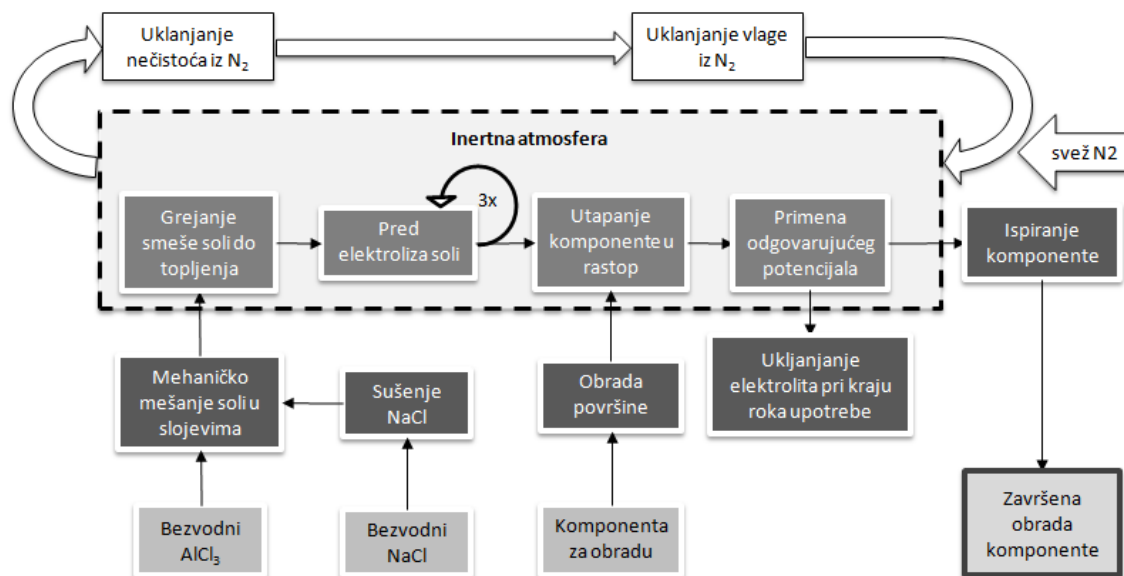 Uklanjanje
nečistoća iz N₂
Uklanjanje vlage
iz N₂
Inertna atmosfera
svež N2
3x
Grejanje
smeše soli do
topljenja
Pred
elektroliza soli
Utapanje
komponente u
rastop
Primena
odgovarujućeg
potencijala
Ispiranje
komponente
Mehaničko
mešanje soli u
slojevima
Sušenje
NaCl
Obrada
površine
Ukljanjanje
elektrolita pri kraju
roka upotrebe
Bezvodni
AlCl₃
Bezvodni
NaCl
Komponenta
za obradu
Završena
obrada
komponente